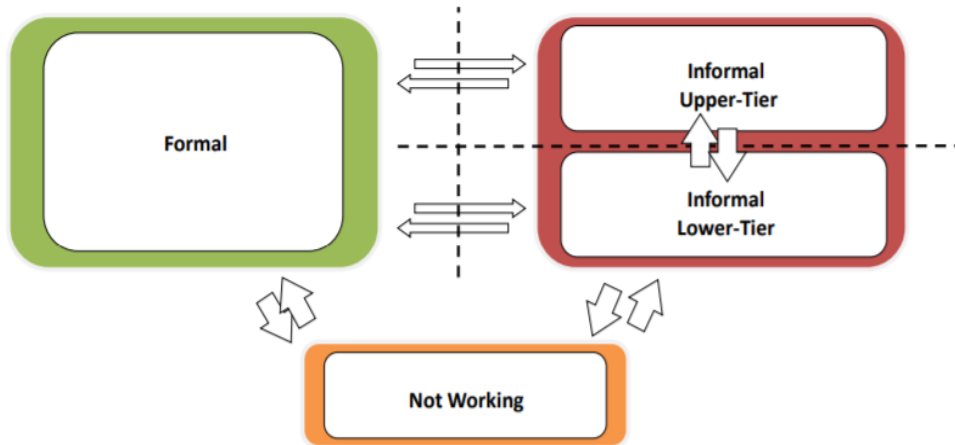 Formal
Informal
Upper-Tier
Informal
Lower-Tier
Not Working